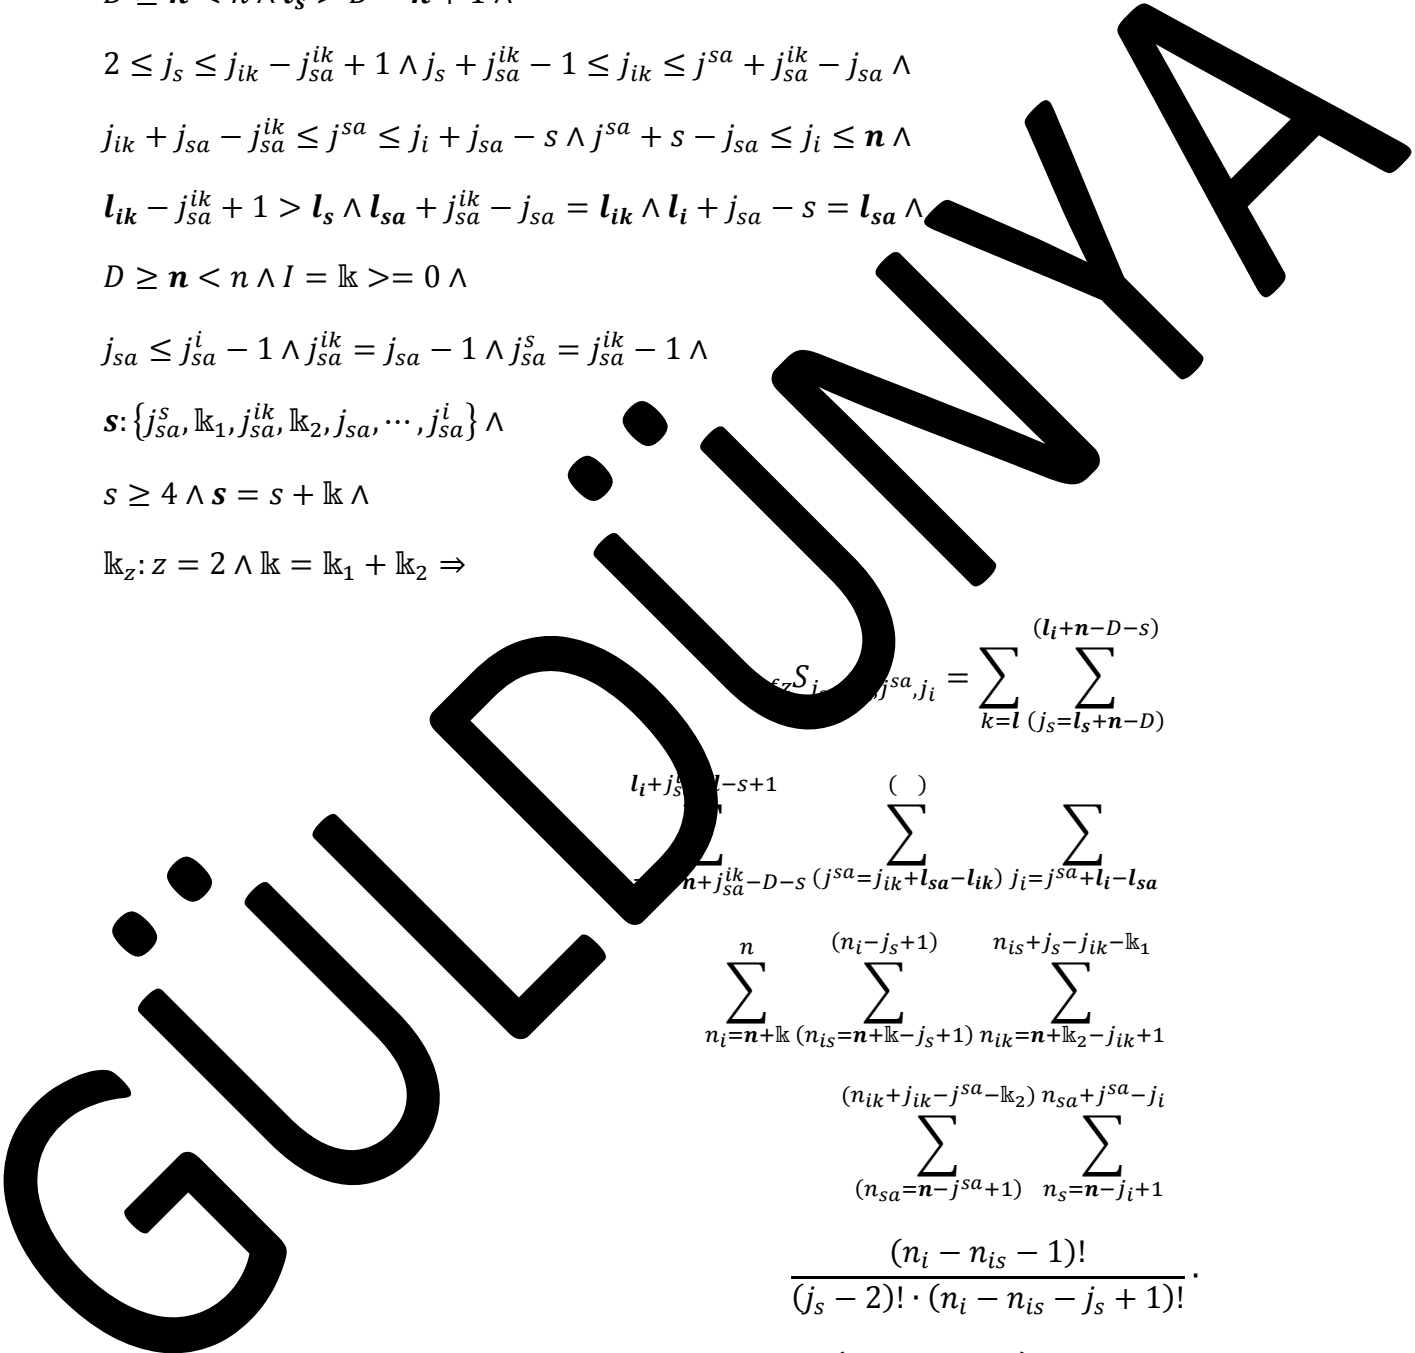 2 ≤ j_s ≤ j_{ik} − j_{sa}^{ik} + 1 ∧ j_s + j_{sa}^{ik} − 1 ≤ j_{ik} ≤ j^{sa} + j_{sa}^{ik} − j_{sa} ∧
j_{ik} + j_{sa} − j_{sa}^{ik} ≤ j^{sa} ≤ j_i + j_{sa} − s ∧ j^{sa} + s − j_{sa} ≤ j_i ≤ n ∧
l_{ik} − j_{sa}^{ik} + 1 > l_s ∧ l_{sa} + j_{sa}^{ik} − j_{sa} = l_{ik} ∧ l_i + j_{sa} − s = l_{sa} ∧
D ≥ n < n ∧ I = 𝕜 >= 0 ∧
j_{sa} ≤ j_{sa}^{i} − 1 ∧ j_{sa}^{ik} = j_{sa} − 1 ∧ j_{sa}^{s} = j_{sa}^{ik} − 1 ∧
s: {j_{sa}^{s}, 𝕜_1, j_{sa}^{ik}, 𝕜_2, j_{sa}, ⋯ , j_{sa}^{i}} ∧
s ≥ 4 ∧ s = s + 𝕜 ∧
𝕜_z: z = 2 ∧ 𝕜 = 𝕜_1 + 𝕜_2 ⇒
(l_i+n−D−s)
S ,j^{sa},j_i = ∑ ∑
k=l (j_s=l_s+n−D)
−s+1 ( )
∑ ∑ ∑
n+j_{sa}^{ik}−D−s (j^{sa}=j_{ik}+l_{sa}−l_{ik}) j_i=j^{sa}+l_i−l_{sa}
n (n_i−j_s+1) n_{is}+j_s−j_{ik}−𝕜_1
∑ ∑ ∑
n_i=n+𝕜 (n_{is}=n+𝕜−j_s+1) n_{ik}=n+𝕜_2−j_{ik}+1
(n_{ik}+j_{ik}−j^{sa}−𝕜_2) n_{sa}+j^{sa}−j_i
∑ ∑
(n_{sa}=n−j^{sa}+1) n_s=n−j_i+1
(n_i − n_{is} − 1)!
(j_s − 2)! · (n_i − n_{is} − j_s + 1)! ·
GÜLDÜNYA